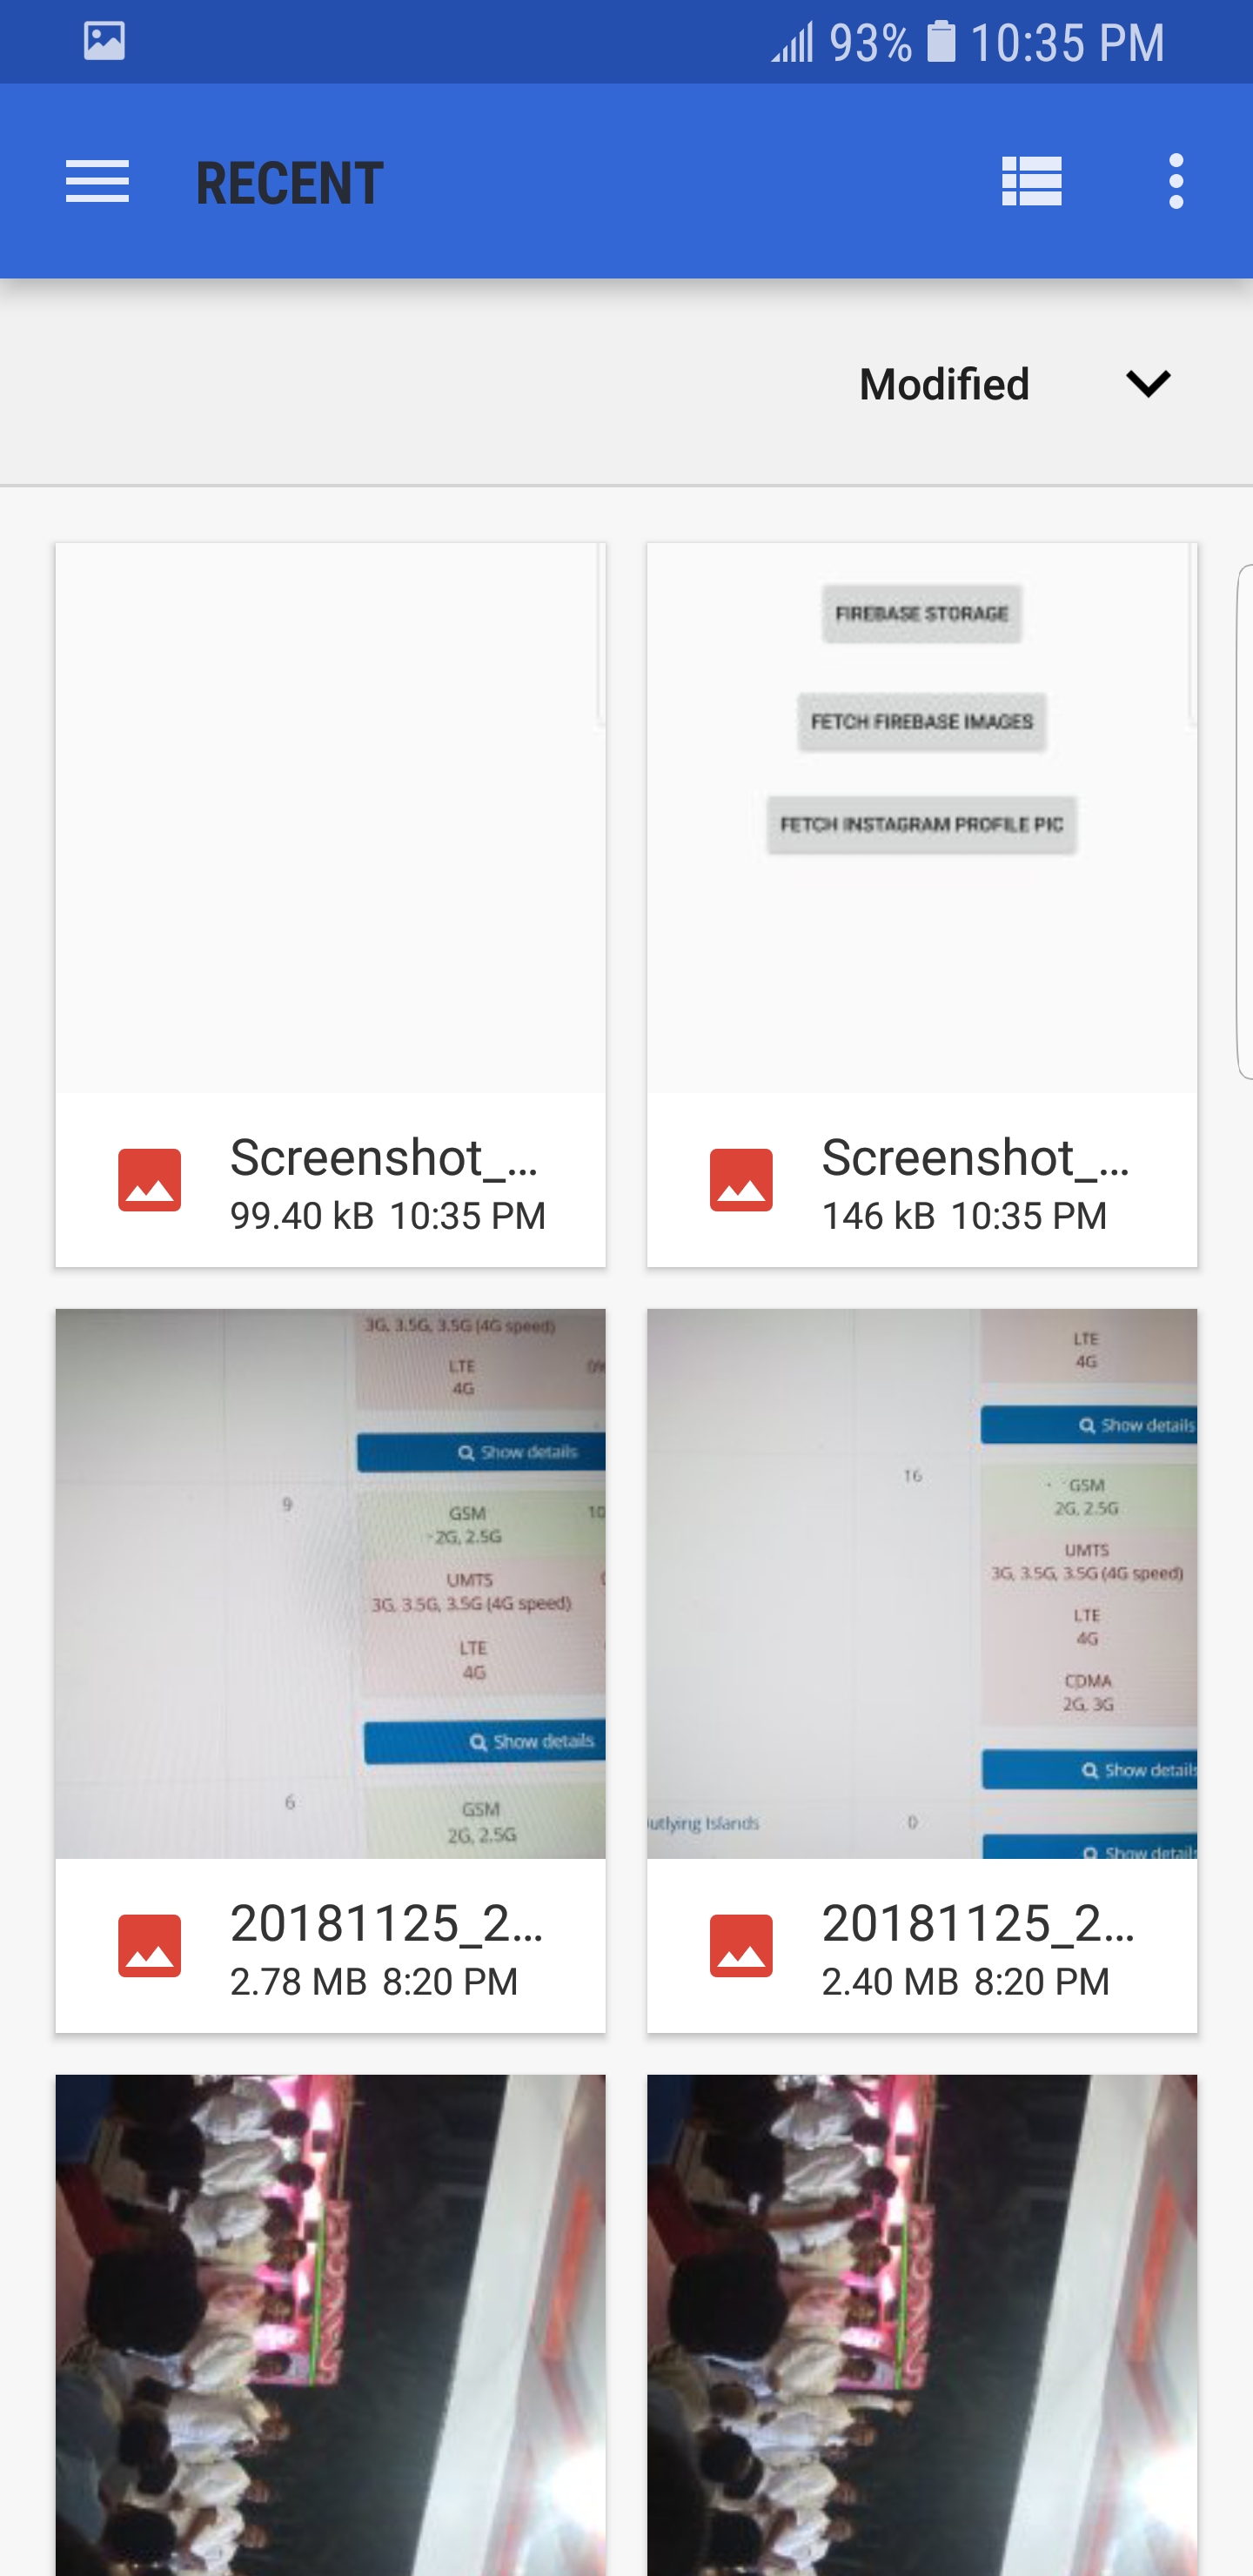 93% 10:35 PM
RECENT
Modified
FIREBASE STORAGE
FETCH FIREBASE IMAGES
FETCH INSTAGRAM PROFILE PIC
Screenshot_...
99.40 kB 10:35 PM
Screenshot_...
146 kB 10:35 PM
3G, 3.5G, 3.5G (4G speed)
LTE
4G
Show details
9
GSM
2G, 2.5G
10
UMTS
3G, 3.5G, 3.5G (4G speed)
LTE
4G
Show details
6
GSM
2G, 2.5G
LTE
4G
Show details
16
GSM
2G, 2.5G
UMTS
3G, 3.5G, 3.5G (4G speed)
LTE
4G
CDMA
2G, 3G
Show details
utlying Islands
0
Show details
20181125_2...
2.78 MB 8:20 PM
20181125_2...
2.40 MB 8:20 PM